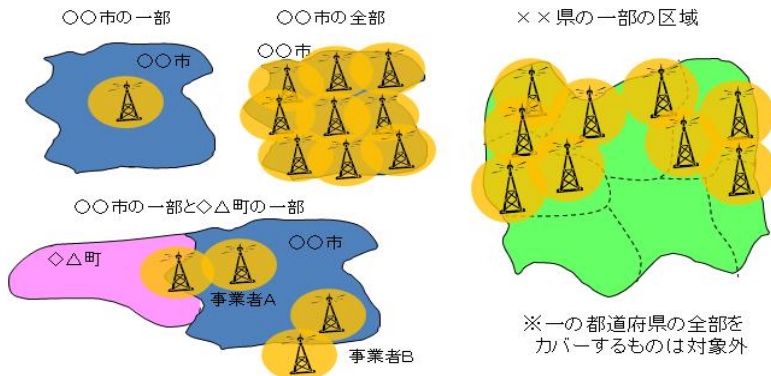 ○○市の一部
○○市
○○市の全部
○○市
××県の一部の区域
○○市の一部と◇△町の一部
◇△町
○○市
事業者A
事業者B
※一の都道府県の全部を
カバーするものは対象外